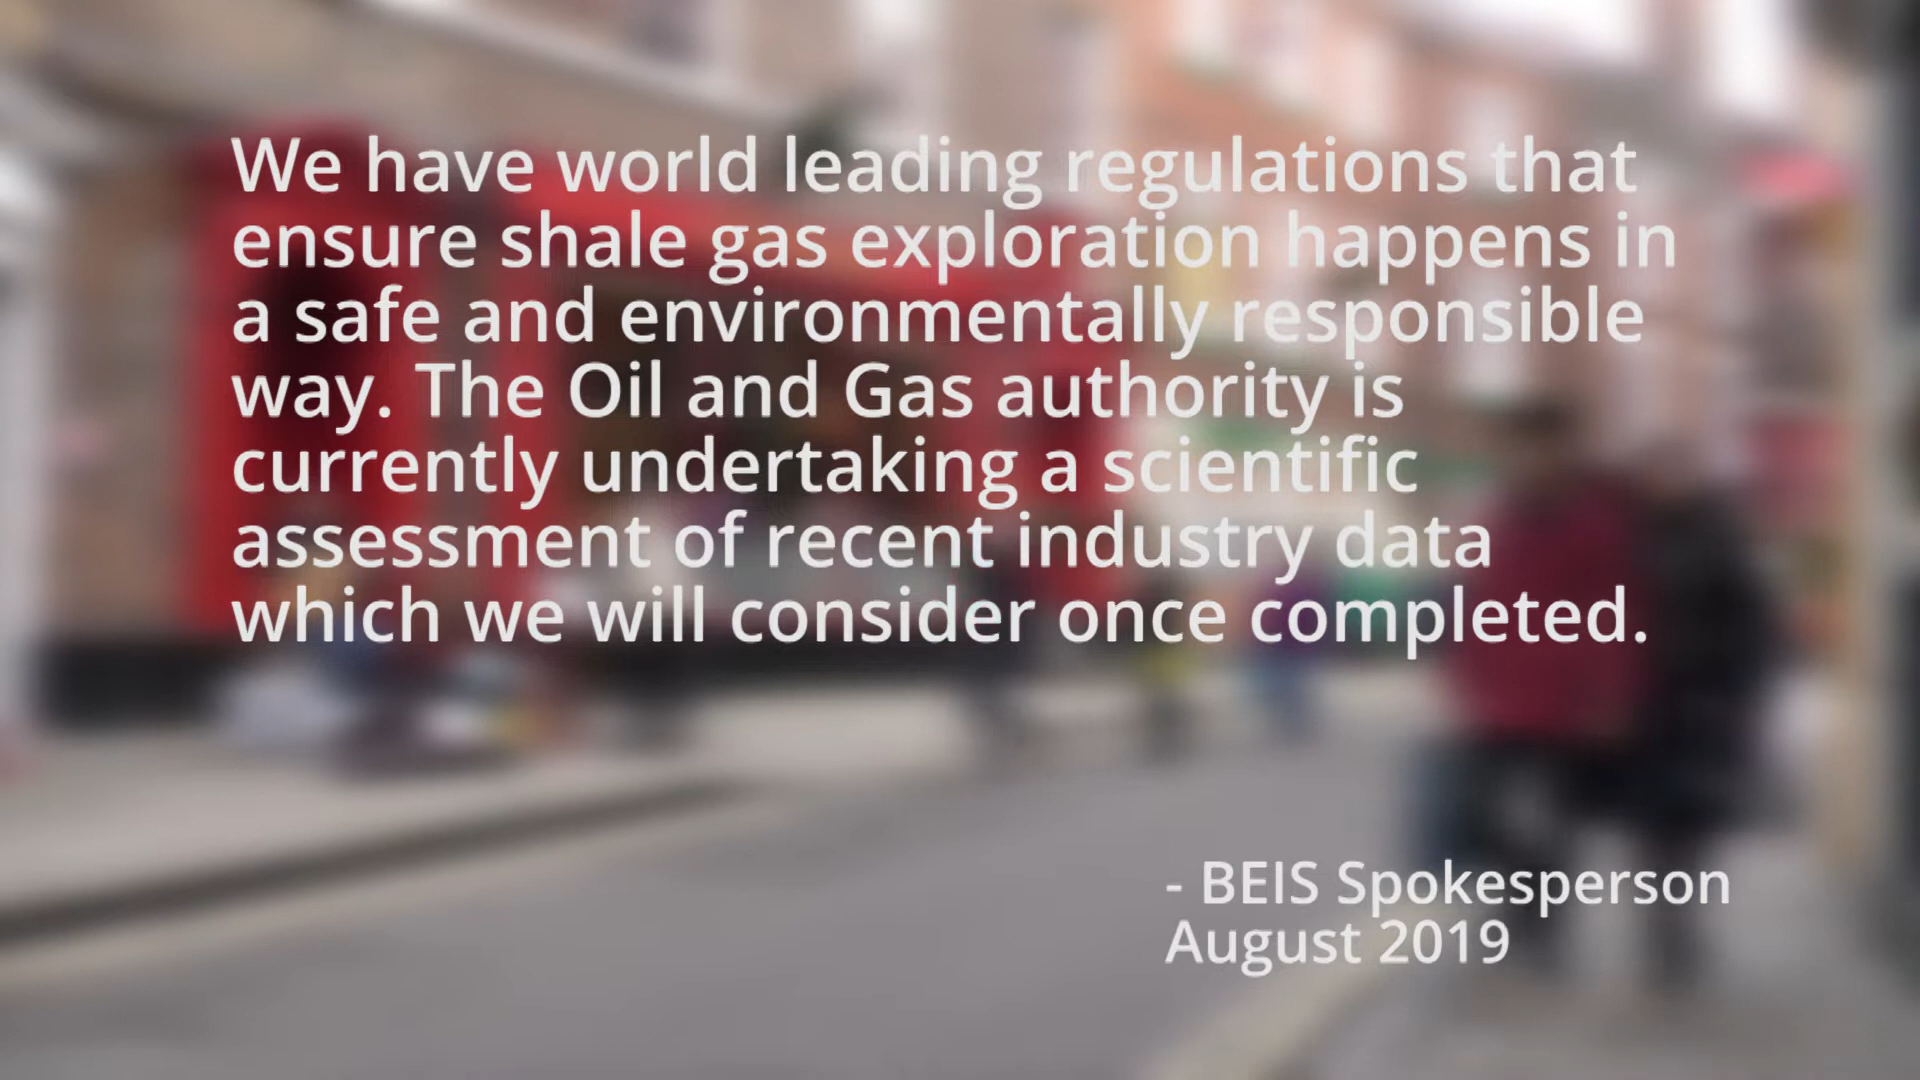 We have world leading regulations that
ensure shale gas exploration happens in
a safe and environmentally responsible
way. The Oil and Gas authority is
currently undertaking a scientific
assessment of recent industry data
which we will consider once completed.
- BEIS Spokesperson
August 2019